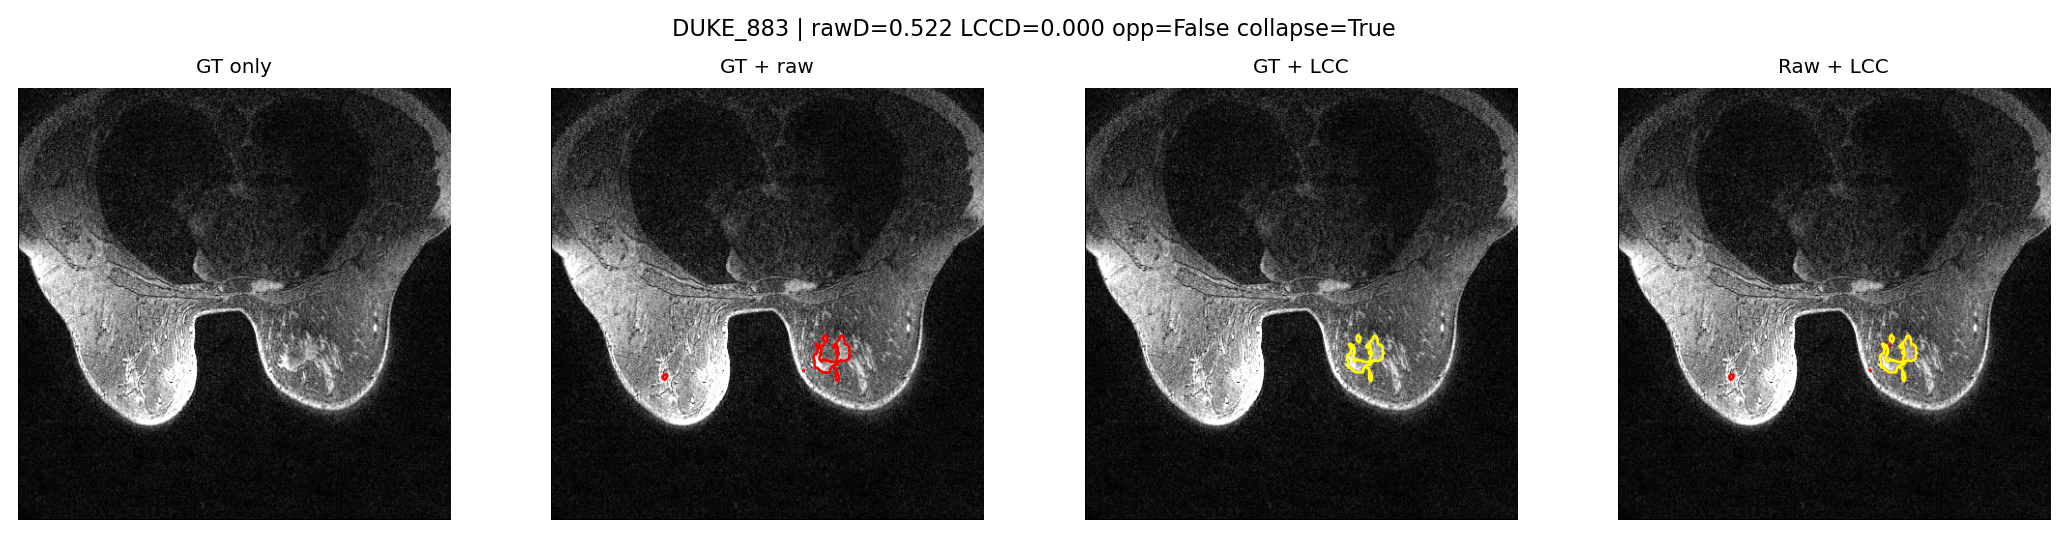 DUKE_883 | rawD=0.522 LCCD=0.000 opp=False collapse=True
GT only
GT + raw
GT + LCC
Raw + LCC